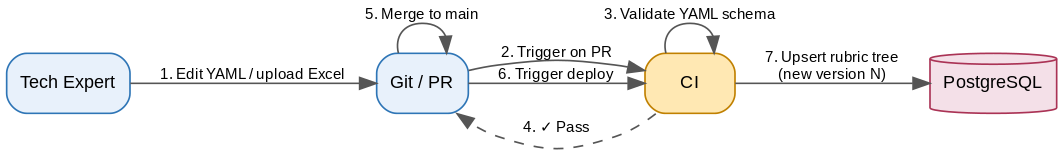 5. Merge to main
3. Validate YAML schema
2. Trigger on PR
7. Upsert rubric tree
(new version N)
1. Edit YAML / upload Excel
6. Trigger deploy
Tech Expert
Git / PR
CI
PostgreSQL
4. ✓ Pass